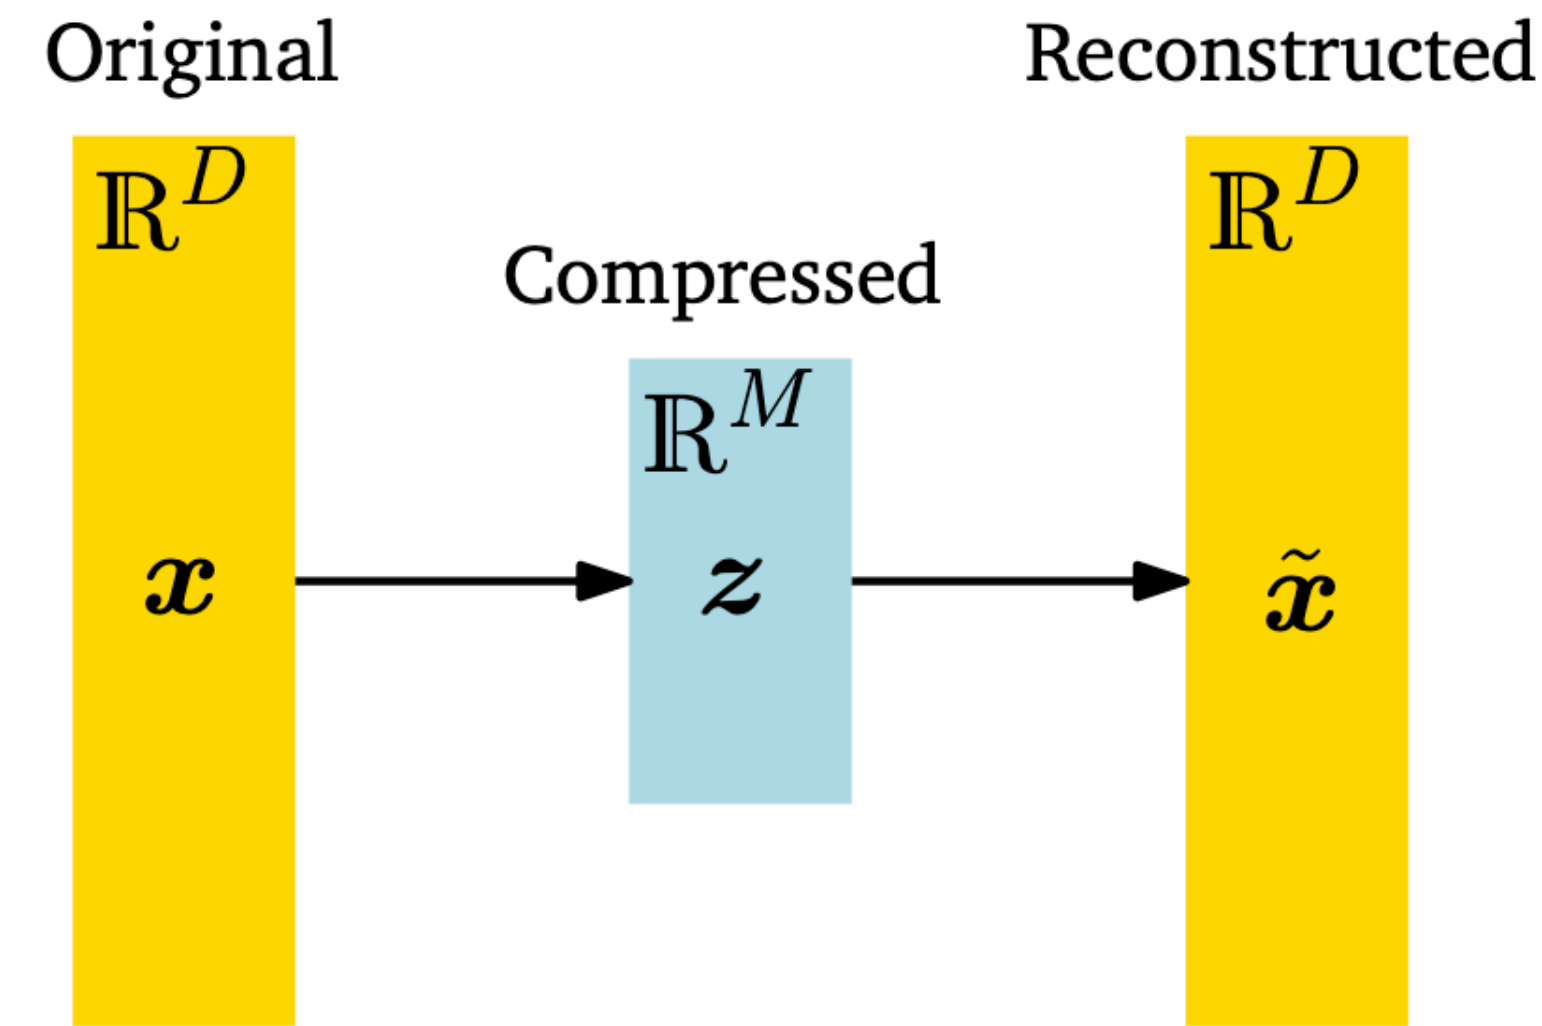 Original
Reconstructed
ℝ^D
ℝ^D
Compressed
ℝ^M
x
z
x̃